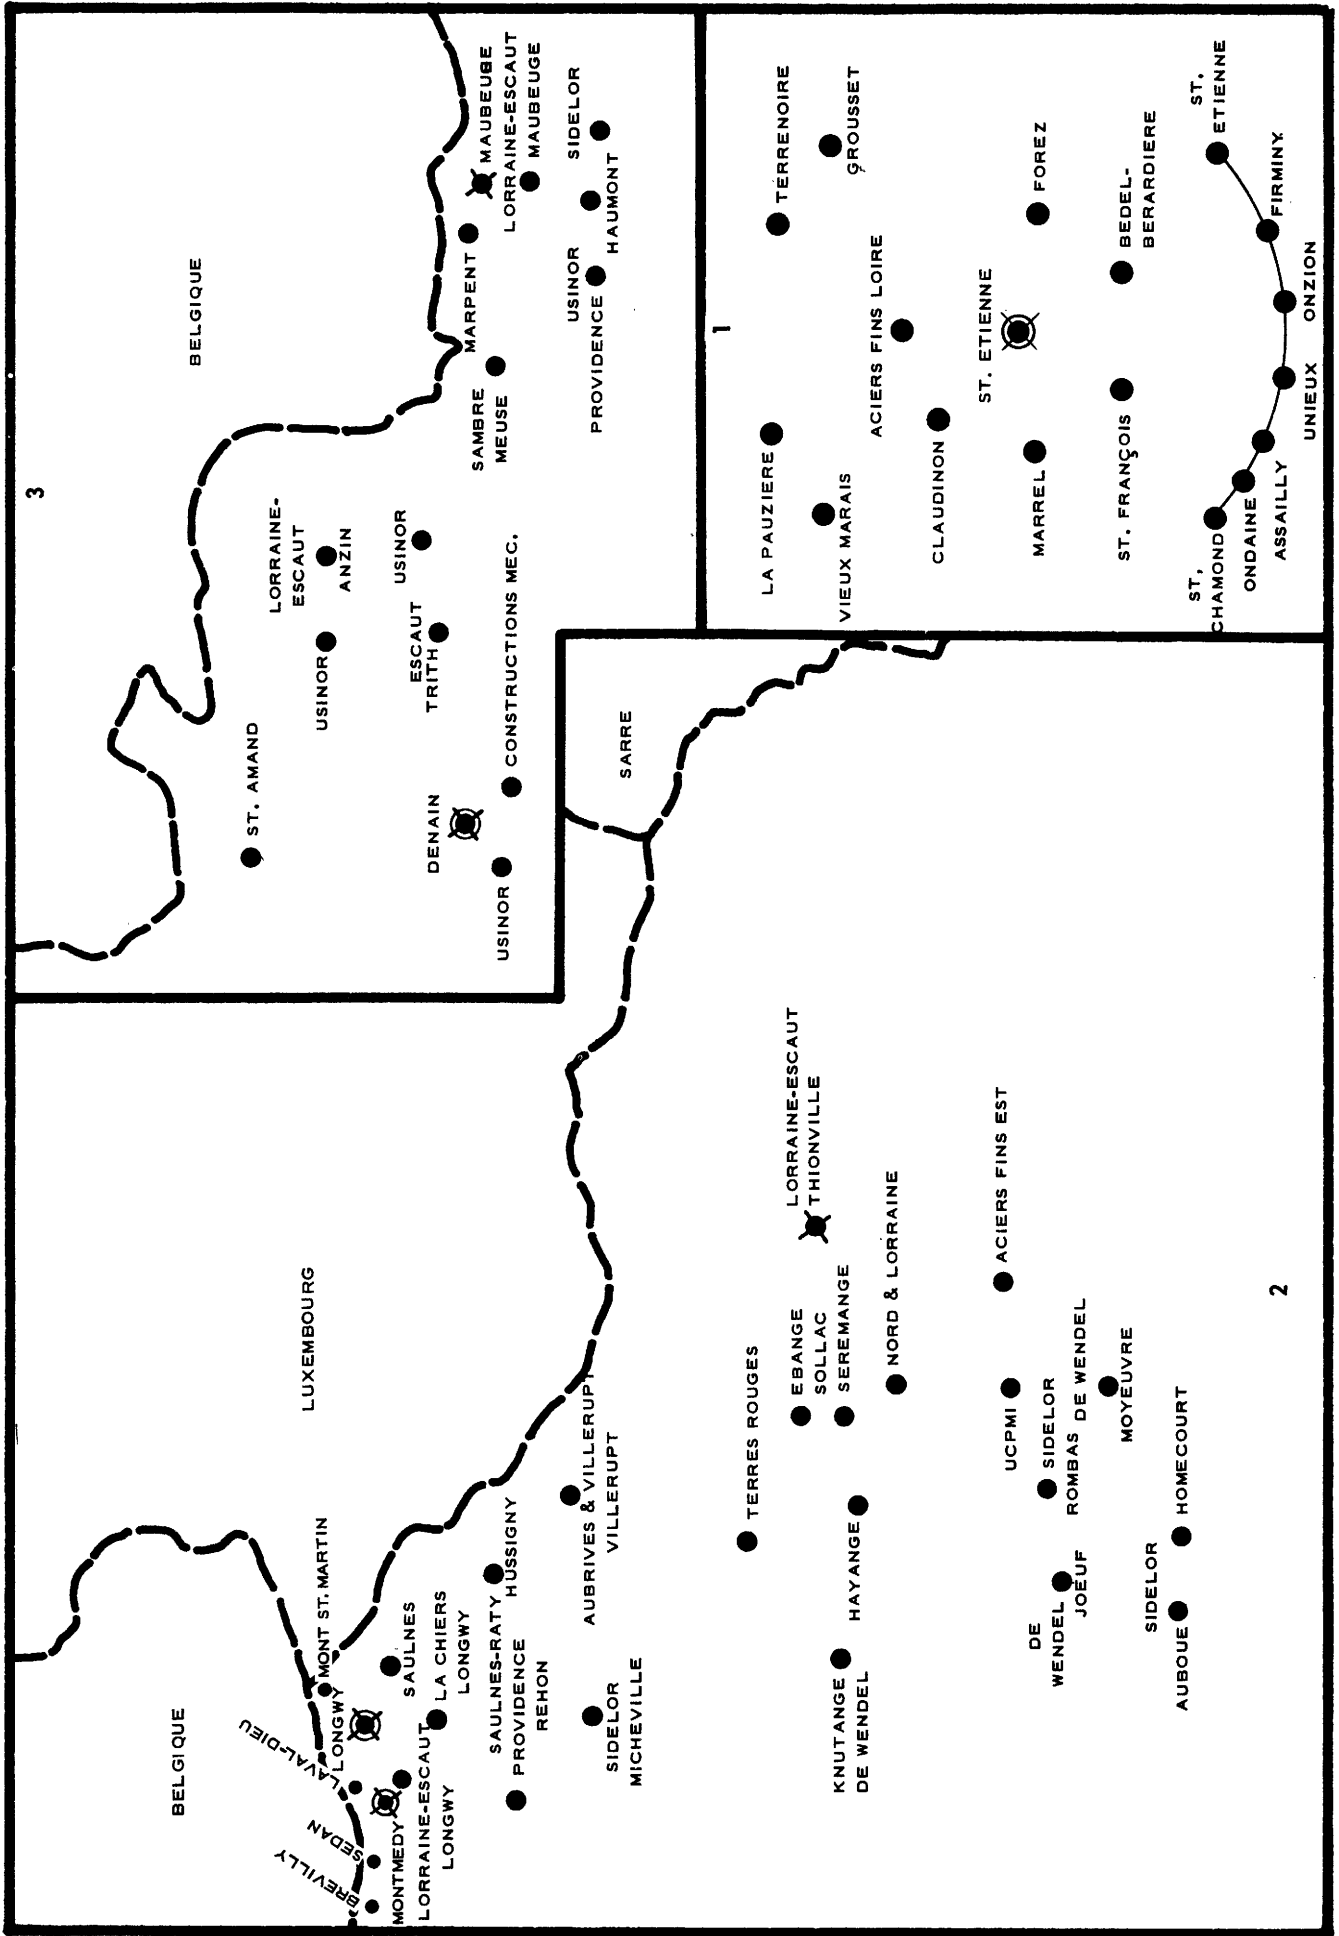 3
BELGIQUE
ST. AMAND
LORRAINE-
ESCAUT
ANZIN
USINOR
USINOR
ESCAUT
TRITH
CONSTRUCTIONS MEC.
DENAIN
USINOR
SAMBRE
MEUSE
MARPENT
MAUBEUBE
LORRAINE-ESCAUT
MAUBEUGE
SIDELOR
HAUMONT
USINOR
PROVIDENCE
1
TERRENOIRE
GROUSSET
LA PAUZIERE
VIEUX MARAIS
ACIERS FINS LOIRE
CLAUDINON
ST. ETIENNE
FOREZ
MARREL
BEDEL-
BERARDIERE
ST. FRANÇOIS
ST,
CHAMOND
ONDAINE
ASSAILLY
UNIEUX
ONZION
FIRMINY
ST.
ETIENNE
2
BELGIQUE
LUXEMBOURG
SARRE
BREVILLY
SEDAN
LAVAL-DIEU
MONTMEDY
LONGWY
MONT ST. MARTIN
SAULNES
LORRAINE-ESCAUT
LONGWY
LA CHIERS
LONGWY
SAULNES-RATY
HUSSIGNY
PROVIDENCE
REHON
AUBRIVES & VILLERUPT
VILLERUPT
SIDELOR
MICHEVILLE
TERRES ROUGES
LORRAINE-ESCAUT
THIONVILLE
EBANGE
SOLLAC
SEREMANGE
NORD & LORRAINE
HAYANGE
KNUTANGE
DE WENDEL
ACIERS FINS EST
UCPMI
SIDELOR
ROMBAS
DE WENDEL
MOYEUVRE
DE
WENDEL
JOEUF
SIDELOR
HOMECOURT
AUBOUE